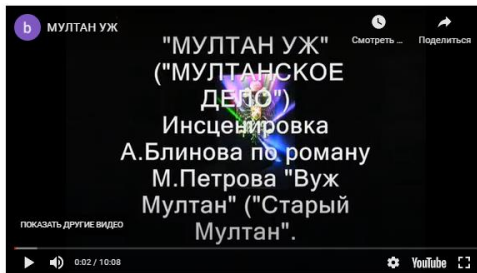 b
МУЛТАН УЖ
Смотреть ...
Поделиться
"МУЛТАН УЖ"
("МУЛТАНСКОЕ
ДЕЛО")
Инсценировка
А.Блинова по роману
М.Петрова "Вуж
Мултан" ("Старый
Мултан".
ПОКАЗАТЬ ДРУГИЕ ВИДЕО
0:02 / 10:08
YouTube